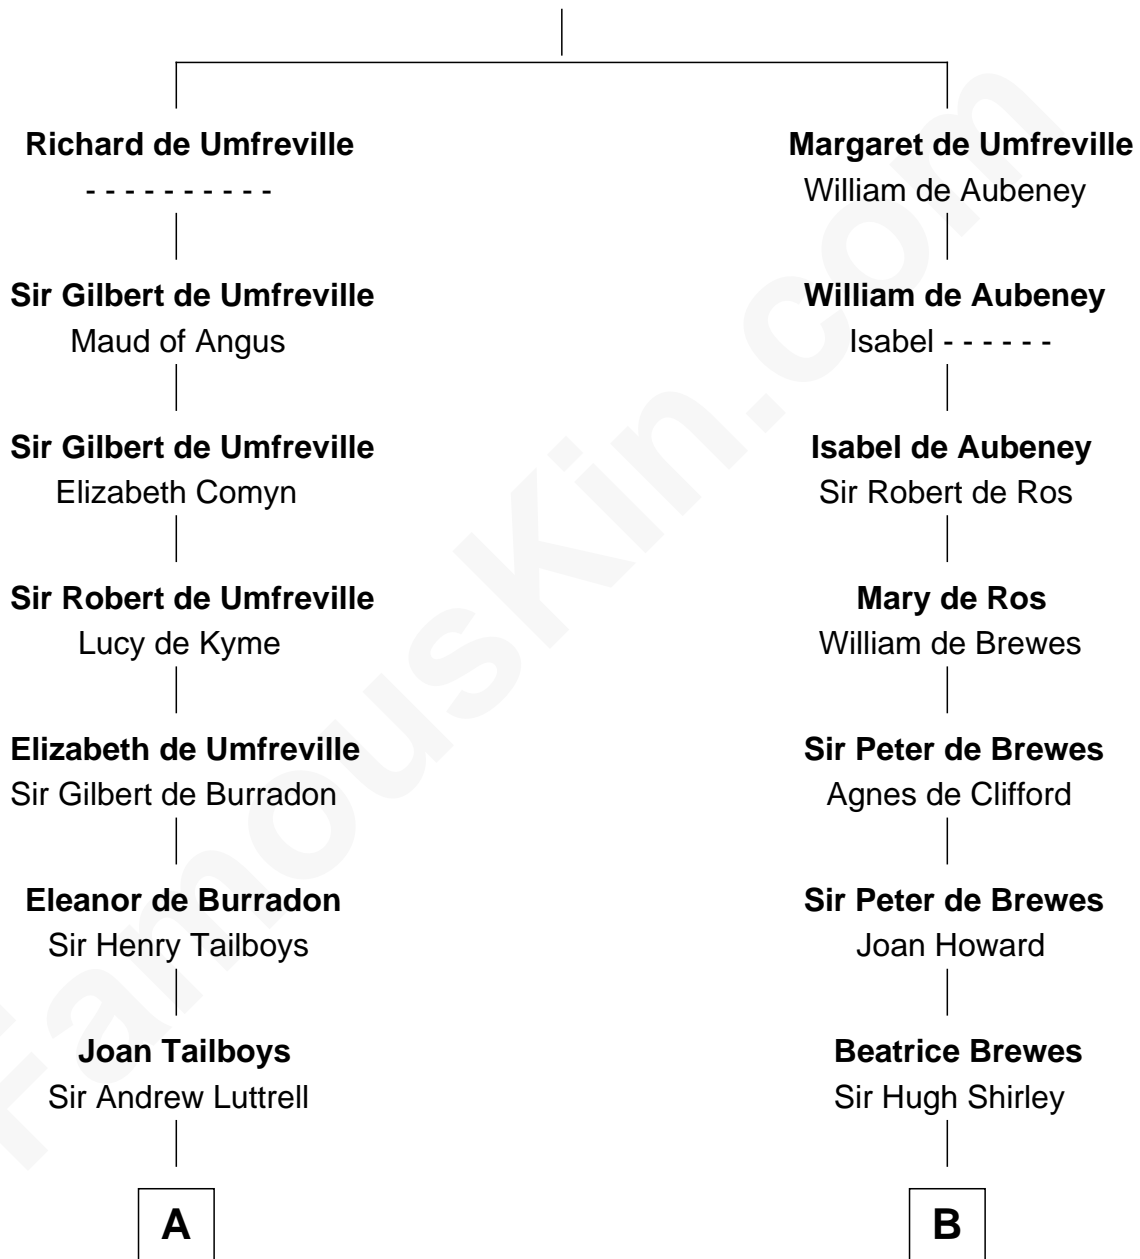 Richard de Umfreville
- - - - - - - - - -
Sir Gilbert de Umfreville
Maud of Angus
Sir Gilbert de Umfreville
Elizabeth Comyn
Sir Robert de Umfreville
Lucy de Kyme
Elizabeth de Umfreville
Sir Gilbert de Burradon
Eleanor de Burradon
Sir Henry Tailboys
Joan Tailboys
Sir Andrew Luttrell
A
Margaret de Umfreville
William de Aubeney
William de Aubeney
Isabel - - - - - -
Isabel de Aubeney
Sir Robert de Ros
Mary de Ros
William de Brewes
Sir Peter de Brewes
Agnes de Clifford
Sir Peter de Brewes
Joan Howard
Beatrice Brewes
Sir Hugh Shirley
B
FamousKin.com